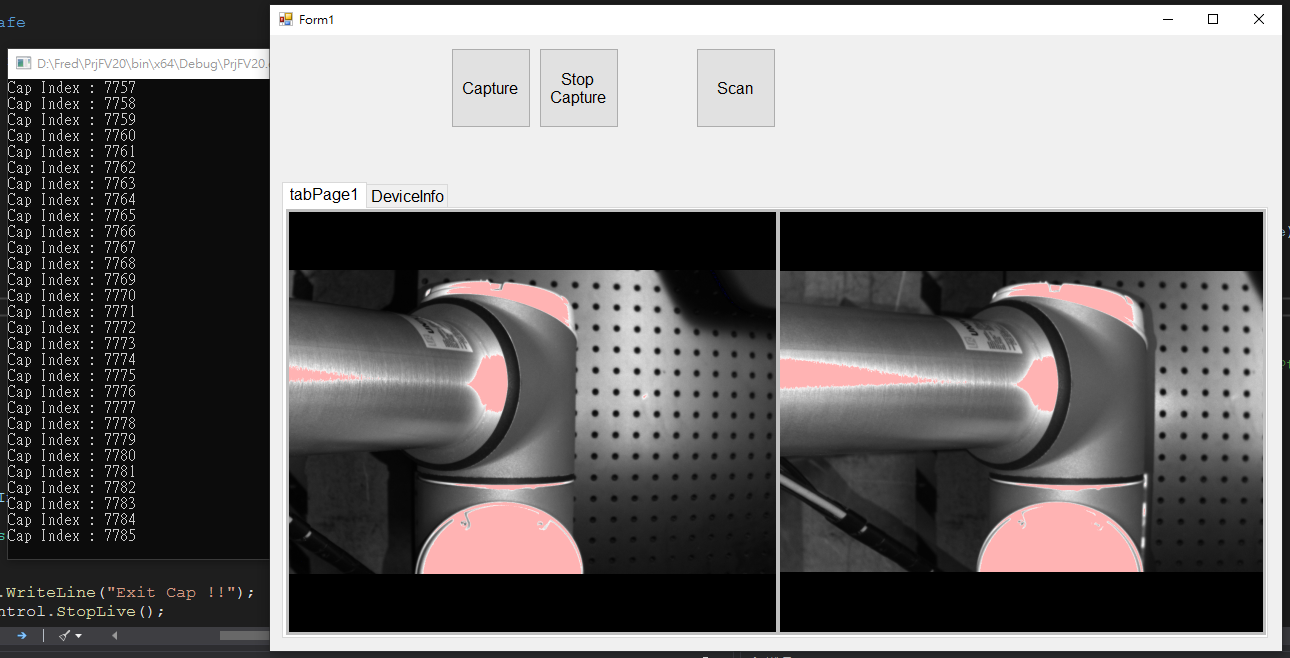 afe
Form1
D:\Fred\PrjFV20\bin\x64\Debug\PrjFV20.
Cap Index : 7757
Cap Index : 7758
Cap Index : 7759
Cap Index : 7760
Cap Index : 7761
Cap Index : 7762
Cap Index : 7763
Cap Index : 7764
Cap Index : 7765
Cap Index : 7766
Cap Index : 7767
Cap Index : 7768
Cap Index : 7769
Cap Index : 7770
Cap Index : 7771
Cap Index : 7772
Cap Index : 7773
Cap Index : 7774
Cap Index : 7775
Cap Index : 7776
Cap Index : 7777
Cap Index : 7778
Cap Index : 7779
Cap Index : 7780
Cap Index : 7781
Cap Index : 7782
Cap Index : 7783
Cap Index : 7784
Cap Index : 7785
.WriteLine("Exit Cap !!");
ntrol.StopLive();
Capture
Stop
Capture
Scan
tabPage1
DeviceInfo